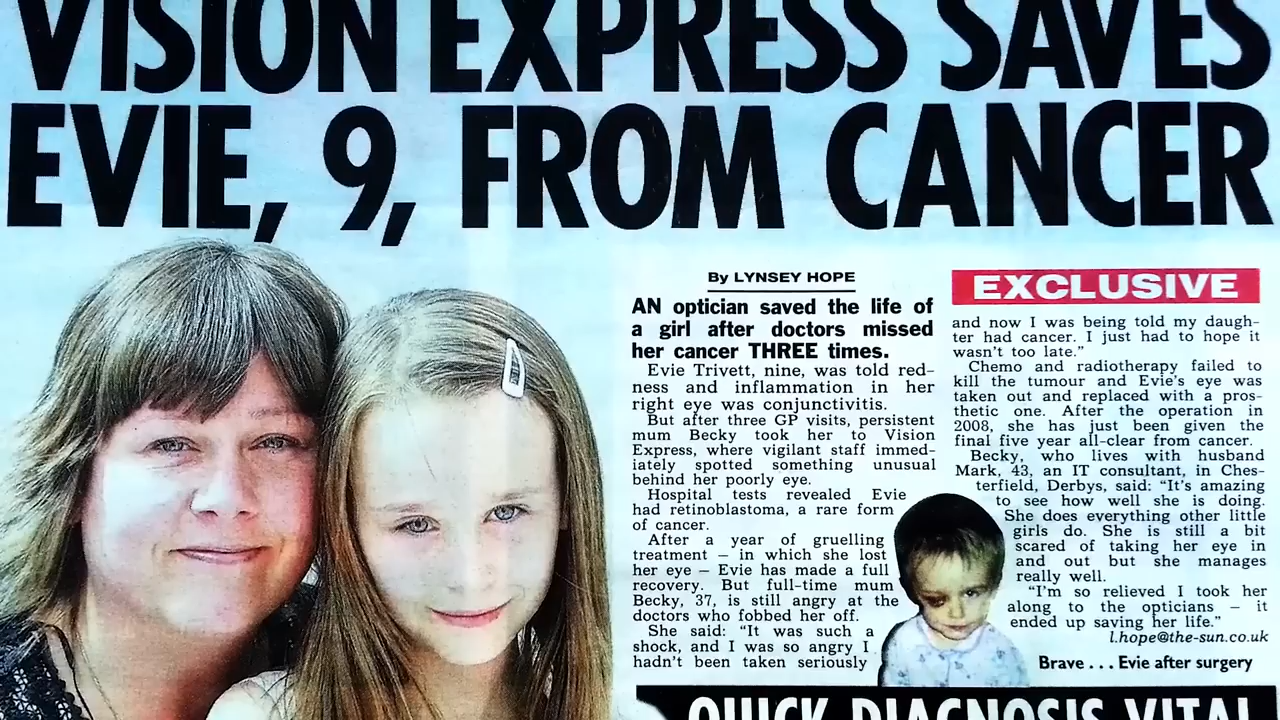 VISION EXPRESS SAVES
EVIE, 9, FROM CANCER
By LYNSEY HOPE
AN optician saved the life of
a girl after doctors missed
her cancer THREE times.
Evie Trivett, nine, was told red-
ness and inflammation in her
right eye was conjunctivitis.
But after three GP visits, persistent
mum Becky took her to Vision
Express, where vigilant staff immed-
iately spotted something unusual
behind her poorly eye.
Hospital tests revealed Evie
had retinoblastoma, a rare form
of cancer.
After a year of gruelling
treatment – in which she lost
her eye – Evie has made a full
recovery. But full-time mum
Becky, 37, is still angry at the
doctors who fobbed her off.
She said: “It was such a
shock, and I was so angry I
hadn’t been taken seriously
EXCLUSIVE
and now I was being told my daugh-
ter had cancer. I just had to hope it
wasn’t too late.”
Chemo and radiotherapy failed to
kill the tumour and Evie’s eye was
taken out and replaced with a pros-
thetic one. After the operation in
2008, she has just been given the
final five year all-clear from cancer.
Becky, who lives with husband
Mark, 43, an IT consultant, in Ches-
terfield, Derbys, said: “It’s amazing
to see how well she is doing.
She does everything other little
girls do. She is still a bit
scared of taking her eye in
and out but she manages
really well.
“I’m so relieved I took her
along to the opticians – it
ended up saving her life.”
l.hope@the-sun.co.uk
Brave . . . Evie after surgery
QUICK DIAGNOSIS VITAL